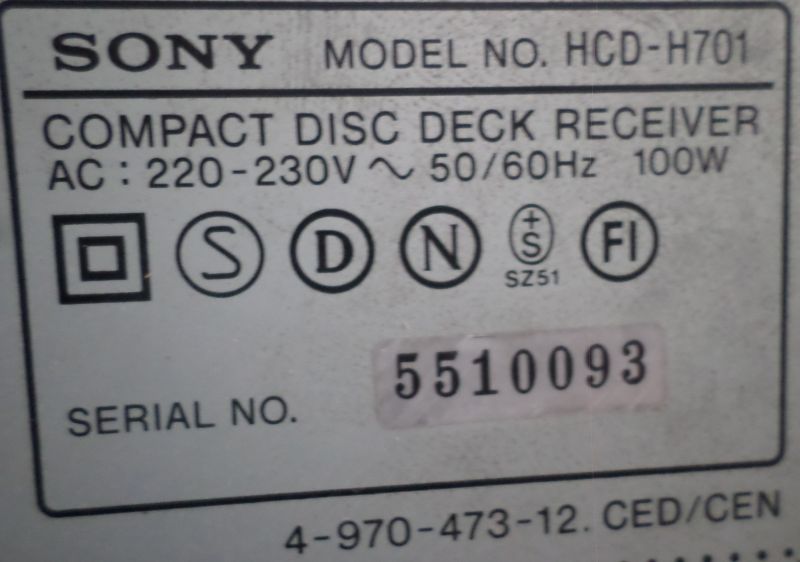 SONY MODEL NO. HCD-H701
COMPACT DISC DECK RECEIVER
AC : 220-230V ~ 50/60Hz 100W
S D N +S FI
SZ51
SERIAL NO. 5510093
4-970-473-12. CED/CEN